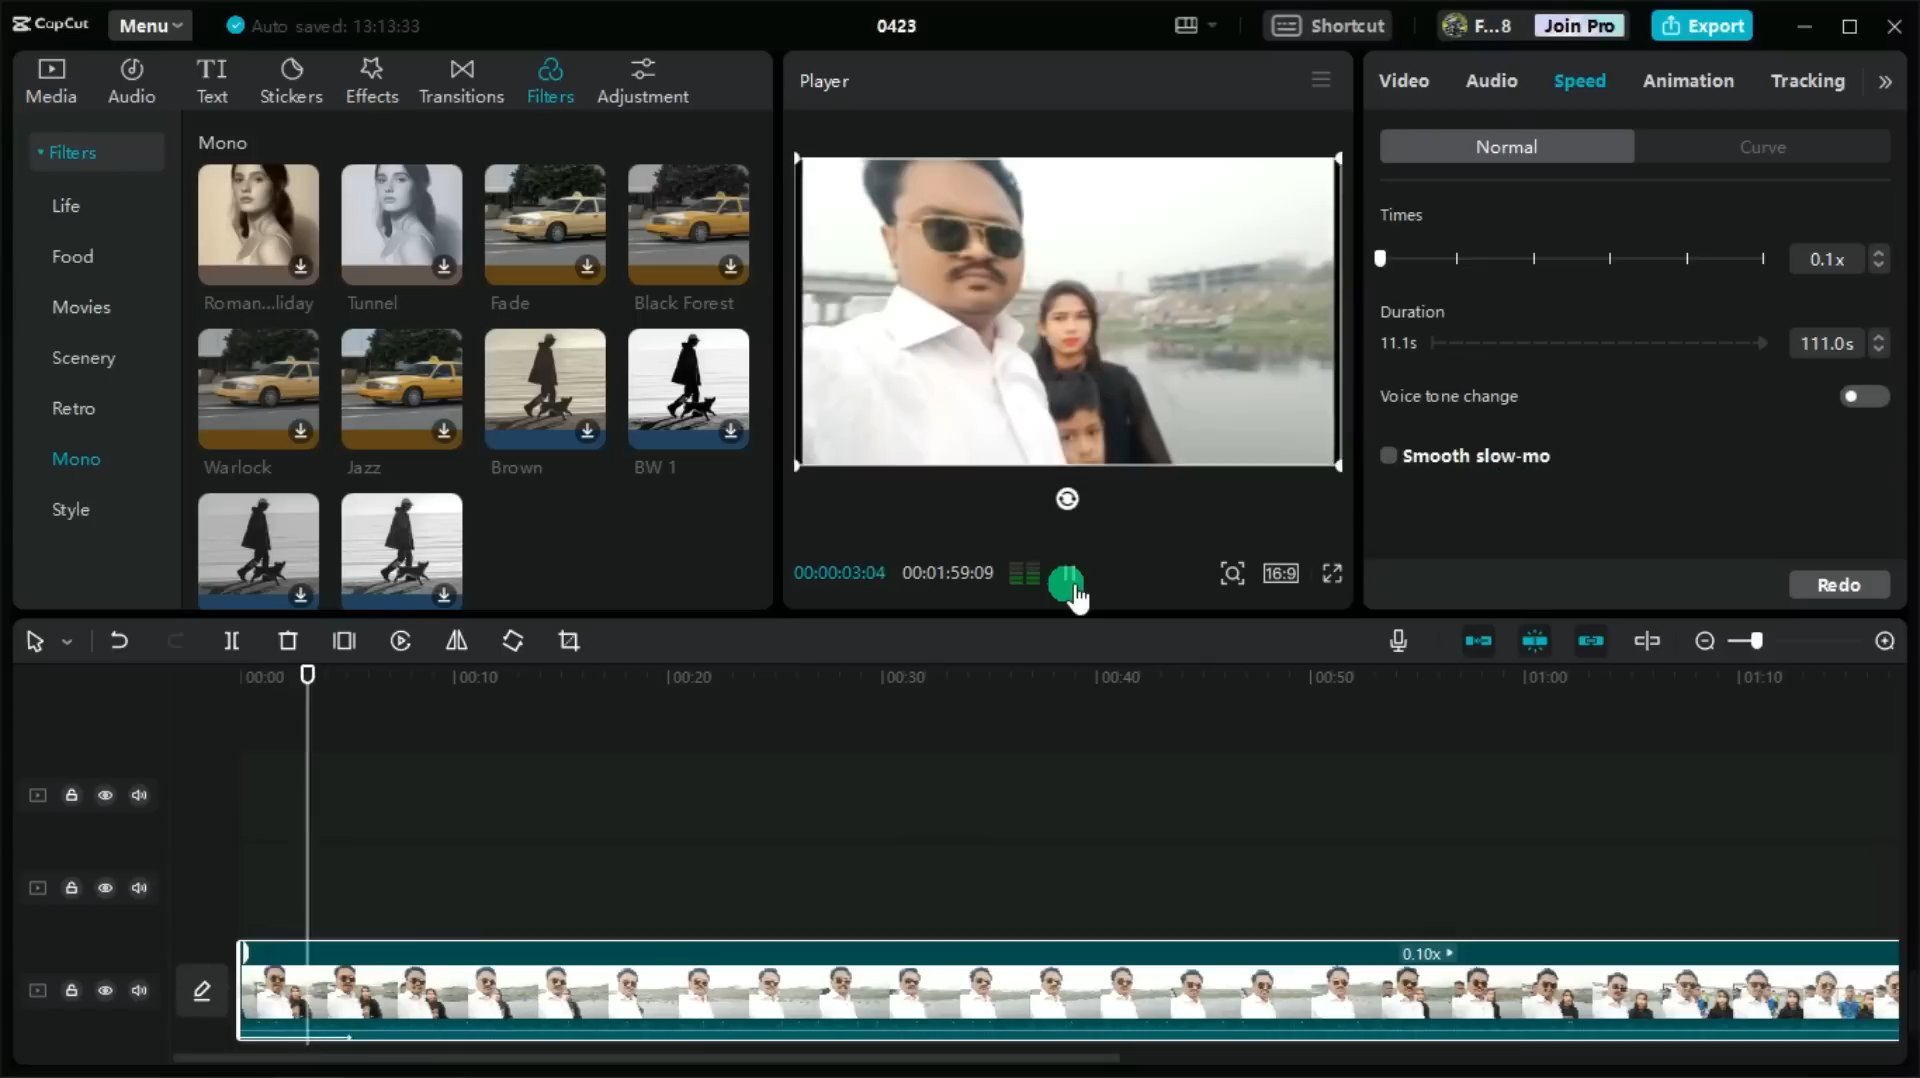 CapCut Menu Auto saved: 13:13:33 0423 Shortcut F...8 Join Pro Export
Media Audio Text Stickers Effects Transitions Filters Adjustment
Player
Video Audio Speed Animation Tracking
Filters
Life
Food
Movies
Scenery
Retro
Mono
Style
Mono
Roman...liday Tunnel Fade Black Forest
Warlock Jazz Brown BW 1
00:00:03:04 00:01:59:09 16:9
Normal Curve
Times
0.1x
Duration
11.1s 111.0s
Voice tone change
Smooth slow-mo
Redo
00:00 00:10 00:20 00:30 00:40 00:50 01:00 01:10
0.10x